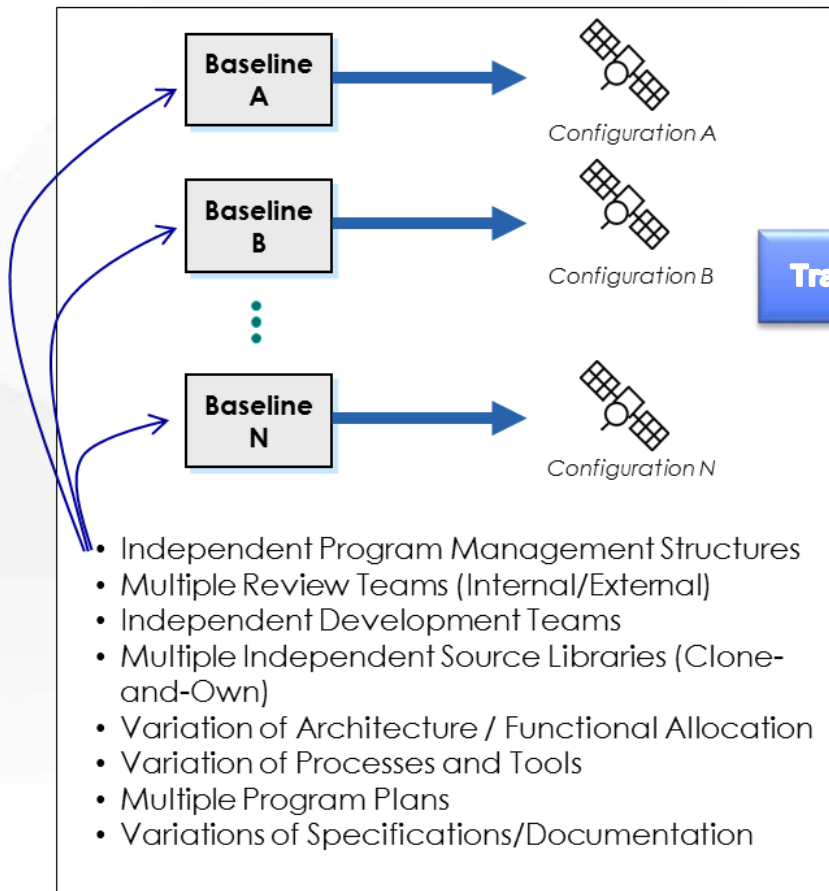 Baseline
A
Configuration A
Baseline
B
Configuration B
Baseline
N
Configuration N
• Independent Program Management Structures
• Multiple Review Teams (Internal/External)
• Independent Development Teams
• Multiple Independent Source Libraries (Clone-
and-Own)
• Variation of Architecture / Functional Allocation
• Variation of Processes and Tools
• Multiple Program Plans
• Variations of Specifications/Documentation